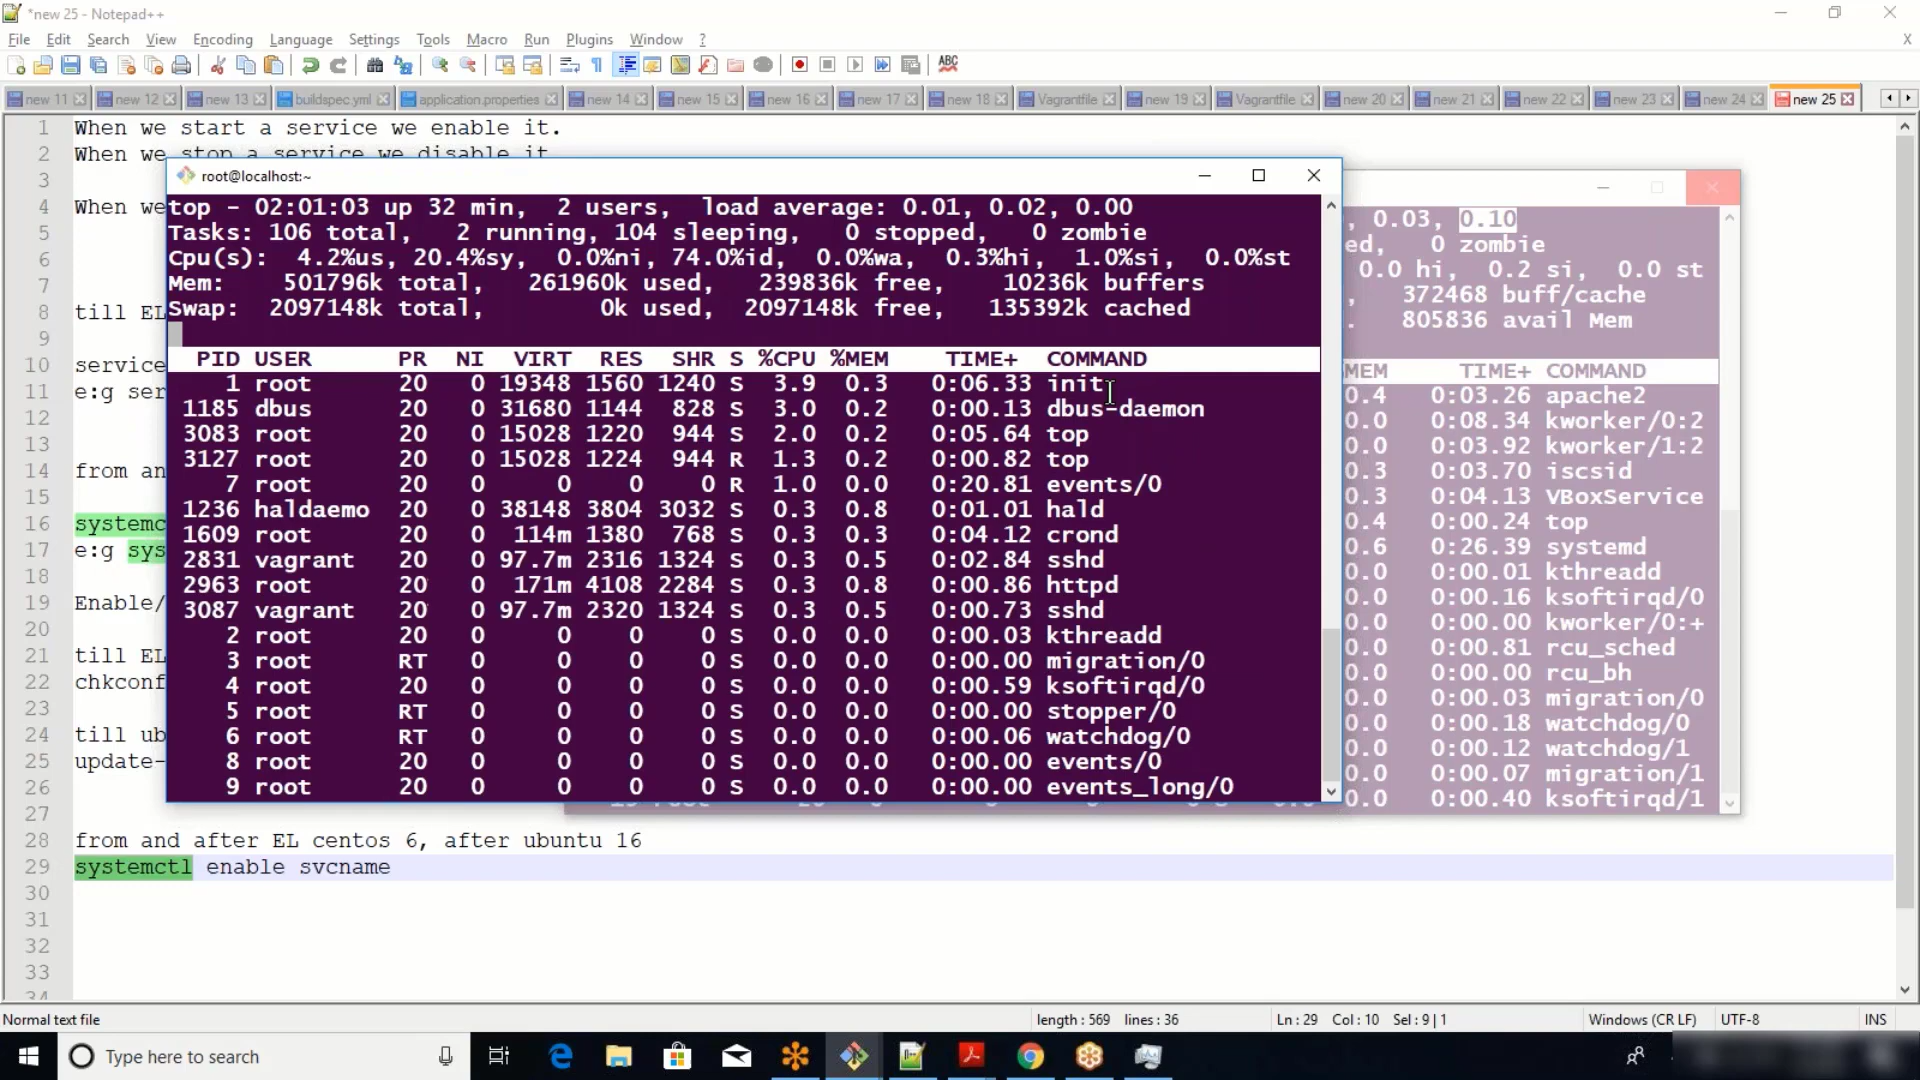 *new 25 - Notepad++
File Edit Search View Encoding Language Settings Tools Macro Run Plugins Window ?
X
ABC
new 11 new 12 new 13 buildspec.yml application.properties new 14 new 15 new 16 new 17 new 18 Vagrantfile new 19 Vagrantfile new 20 new 21 new 22 new 23 new 24 new 25
1 When we start a service we enable it.
2 When we stop a service we disable it
3
4 When we
5
6
7
8 till EL
9
10 service
11 e:g ser
12
13
14 from an
15
16 systemc
17 e:g sys
18
19 Enable/
20
21 till EL
22 chkconf
23
24 till ub
25 update-
26
27
28 from and after EL centos 6, after ubuntu 16
29 systemctl enable svcname
30
31
32
33
34
root@localhost:~
top - 02:01:03 up 32 min, 2 users, load average: 0.01, 0.02, 0.00
Tasks: 106 total, 2 running, 104 sleeping, 0 stopped, 0 zombie
Cpu(s): 4.2%us, 20.4%sy, 0.0%ni, 74.0%id, 0.0%wa, 0.3%hi, 1.0%si, 0.0%st
Mem: 501796k total, 261960k used, 239836k free, 10236k buffers
Swap: 2097148k total, 0k used, 2097148k free, 135392k cached
PID USER PR NI VIRT RES SHR S %CPU %MEM TIME+ COMMAND
1 root 20 0 19348 1560 1240 S 3.9 0.3 0:06.33 init
1185 dbus 20 0 31680 1144 828 S 3.0 0.2 0:00.13 dbus-daemon
3083 root 20 0 15028 1220 944 S 2.0 0.2 0:05.64 top
3127 root 20 0 15028 1224 944 R 1.3 0.2 0:00.82 top
7 root 20 0 0 0 0 R 1.0 0.0 0:20.81 events/0
1236 haldaemo 20 0 38148 3804 3032 S 0.3 0.8 0:01.01 hald
1609 root 20 0 114m 1380 768 S 0.3 0.3 0:04.12 crond
2831 vagrant 20 0 97.7m 2316 1324 S 0.3 0.5 0:02.84 sshd
2963 root 20 0 171m 4108 2284 S 0.3 0.8 0:00.86 httpd
3087 vagrant 20 0 97.7m 2320 1324 S 0.3 0.5 0:00.73 sshd
2 root 20 0 0 0 0 S 0.0 0.0 0:00.03 kthreadd
3 root RT 0 0 0 0 S 0.0 0.0 0:00.00 migration/0
4 root 20 0 0 0 0 S 0.0 0.0 0:00.59 ksoftirqd/0
5 root RT 0 0 0 0 S 0.0 0.0 0:00.00 stopper/0
6 root RT 0 0 0 0 S 0.0 0.0 0:00.06 watchdog/0
8 root 20 0 0 0 0 S 0.0 0.0 0:00.00 events/0
9 root 20 0 0 0 0 S 0.0 0.0 0:00.00 events_long/0
, 0.03, 0.10
ed, 0 zombie
0.0 hi, 0.2 si, 0.0 st
, 372468 buff/cache
. 805836 avail Mem
MEM TIME+ COMMAND
0.4 0:03.26 apache2
0.0 0:08.34 kworker/0:2
0.0 0:03.92 kworker/1:2
0.3 0:03.70 iscsid
0.3 0:04.13 VBoxService
0.4 0:00.24 top
0.6 0:26.39 systemd
0.0 0:00.01 kthreadd
0.0 0:00.16 ksoftirqd/0
0.0 0:00.00 kworker/0:+
0.0 0:00.81 rcu_sched
0.0 0:00.00 rcu_bh
0.0 0:00.03 migration/0
0.0 0:00.18 watchdog/0
0.0 0:00.12 watchdog/1
0.0 0:00.07 migration/1
0.0 0:00.40 ksoftirqd/1
Normal text file length : 569 lines : 36 Ln : 29 Col : 10 Sel : 9 | 1 Windows (CR LF) UTF-8 INS
Type here to search